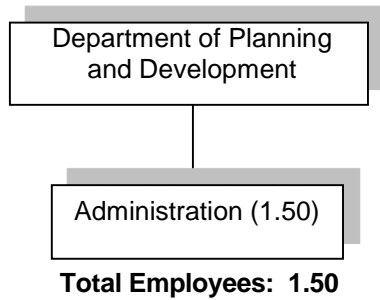 Department of Planning
and Development
Administration (1.50)
Total Employees: 1.50